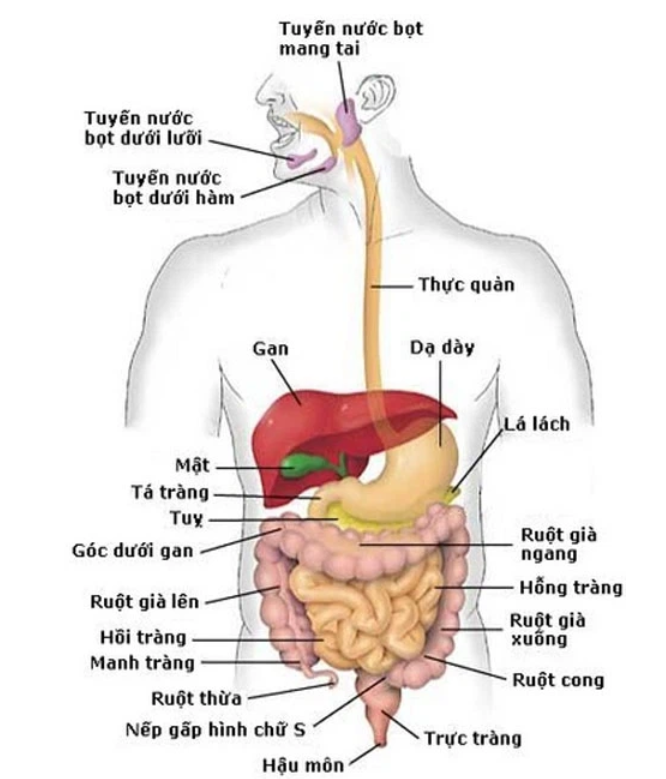 Tuyến nước bọt
mang tai
Tuyến nước
bọt dưới lưỡi
Tuyến nước
bọt dưới hàm
Thực quản
Gan
Dạ dày
Lá lách
Mật
Tá tràng
Tuỵ
Góc dưới gan
Ruột già
ngang
Hỗng tràng
Ruột già lên
Ruột già
xuống
Hồi tràng
Manh tràng
Ruột cong
Ruột thừa
Nếp gấp hình chữ S
Trực tràng
Hậu môn